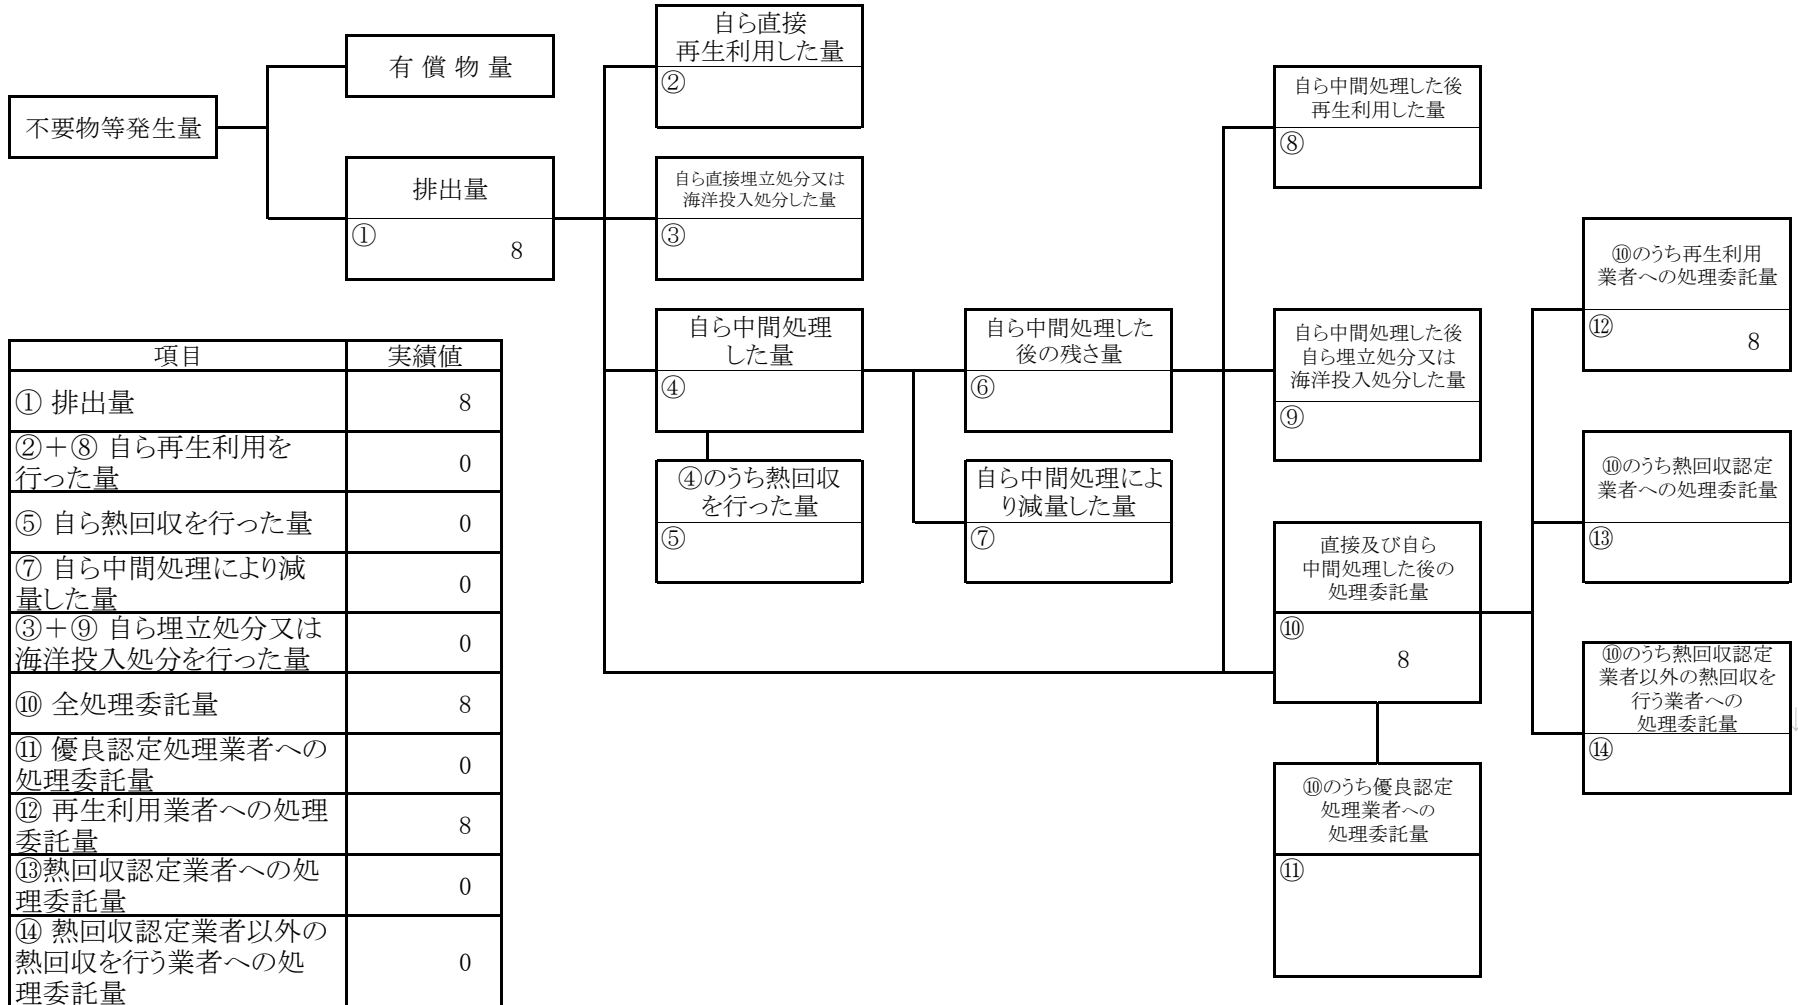 不要物等発生量
有 償 物 量
排出量
①
8
自ら直接
再生利用した量
②
自ら直接埋立処分又は
海洋投入処分した量
③
自ら中間処理
した量
④
④のうち熱回収
を行った量
⑤
自ら中間処理した
後の残さ量
⑥
自ら中間処理によ
り減量した量
⑦
自ら中間処理した後
再生利用した量
⑧
自ら中間処理した後
自ら埋立処分又は
海洋投入処分した量
⑨
直接及び自ら
中間処理した後の
処理委託量
⑩
8
⑩のうち優良認定
処理業者への
処理委託量
⑪
⑩のうち再生利用
業者への処理委託量
⑫
8
⑩のうち熱回収認定
業者への処理委託量
⑬
⑩のうち熱回収認定
業者以外の熱回収を
行う業者への
処理委託量
⑭
項目 実績値
① 排出量 8
②＋⑧ 自ら再生利用を
行った量 0
⑤ 自ら熱回収を行った量 0
⑦ 自ら中間処理により減
量した量 0
③＋⑨ 自ら埋立処分又は
海洋投入処分を行った量 0
⑩ 全処理委託量 8
⑪ 優良認定処理業者への
処理委託量 0
⑫ 再生利用業者への処理
委託量 8
⑬熱回収認定業者への処
理委託量 0
⑭ 熱回収認定業者以外の
熱回収を行う業者への処 0
理委託量